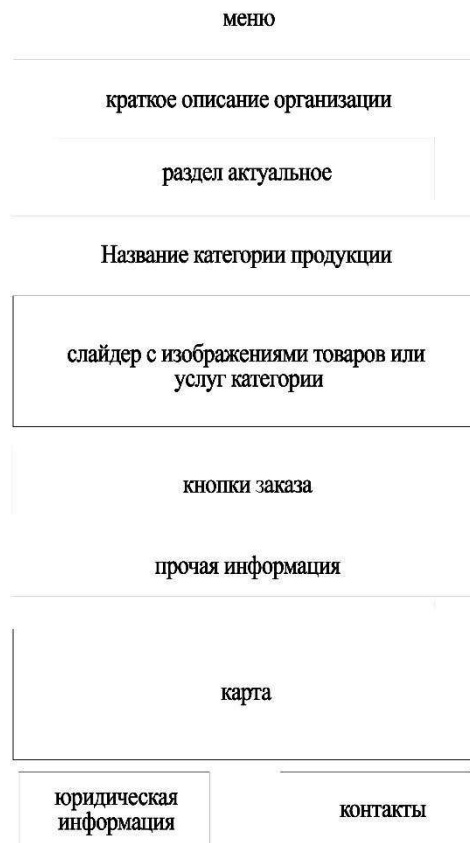 меню
краткое описание организации
раздел актуальное
Название категории продукции
слайдер с изображениями товаров или
услуг категории
кнопки заказа
прочая информация
карта
юридическая
информация
контакты